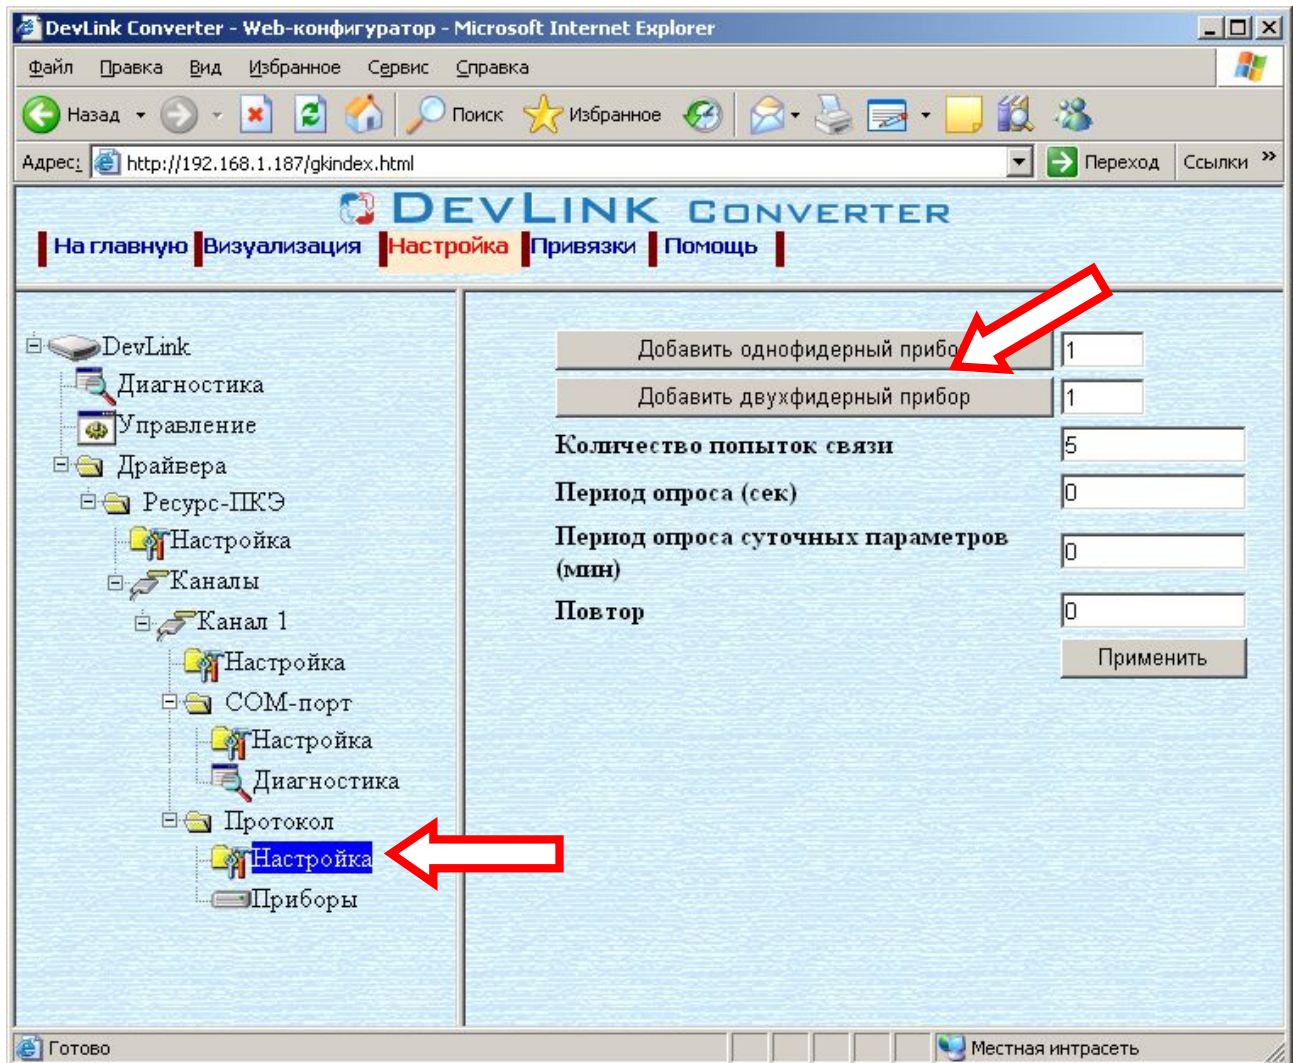 DevLink Converter - Web-конфигуратор - Microsoft Internet Explorer
Файл Правка Вид Избранное Сервис Справка
Назад Поиск Избранное
Адрес: http://192.168.1.187/gkindex.html Переход Ссылки »
DEVLINK CONVERTER
На главную Визуализация Настройка Привязки Помощь
DevLink
Диагностика
Управление
Драйвера
Ресурс-ПКЭ
Настройка
Каналы
Канал 1
Настройка
COM-порт
Настройка
Диагностика
Протокол
Настройка
Приборы
Добавить однофидерный прибо 1
Добавить двухфидерный прибор 1
Количество попыток связи 5
Период опроса (сек) 0
Период опроса суточных параметров
(мин) 0
Повтор 0
Применить
Готово Местная интрасеть